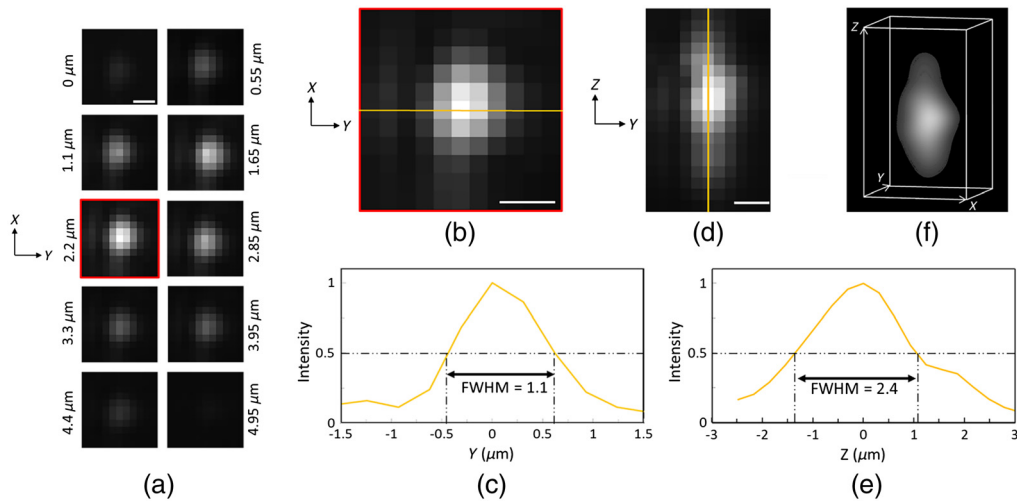 0 μm
0.55 μm
1.1 μm
1.65 μm
X
Y
2.2 μm
2.85 μm
3.3 μm
3.95 μm
4.4 μm
4.95 μm
(a)
X
Y
(b)
Z
Y
(d)
Z
Y
X
(f)
Intensity
1
0.5
0
FWHM = 1.1
-1.5 -1 -0.5 0 0.5 1 1.5
Y (μm)
(c)
Intensity
1
0.5
0
FWHM = 2.4
-3 -2 -1 0 1 2 3
Z (μm)
(e)